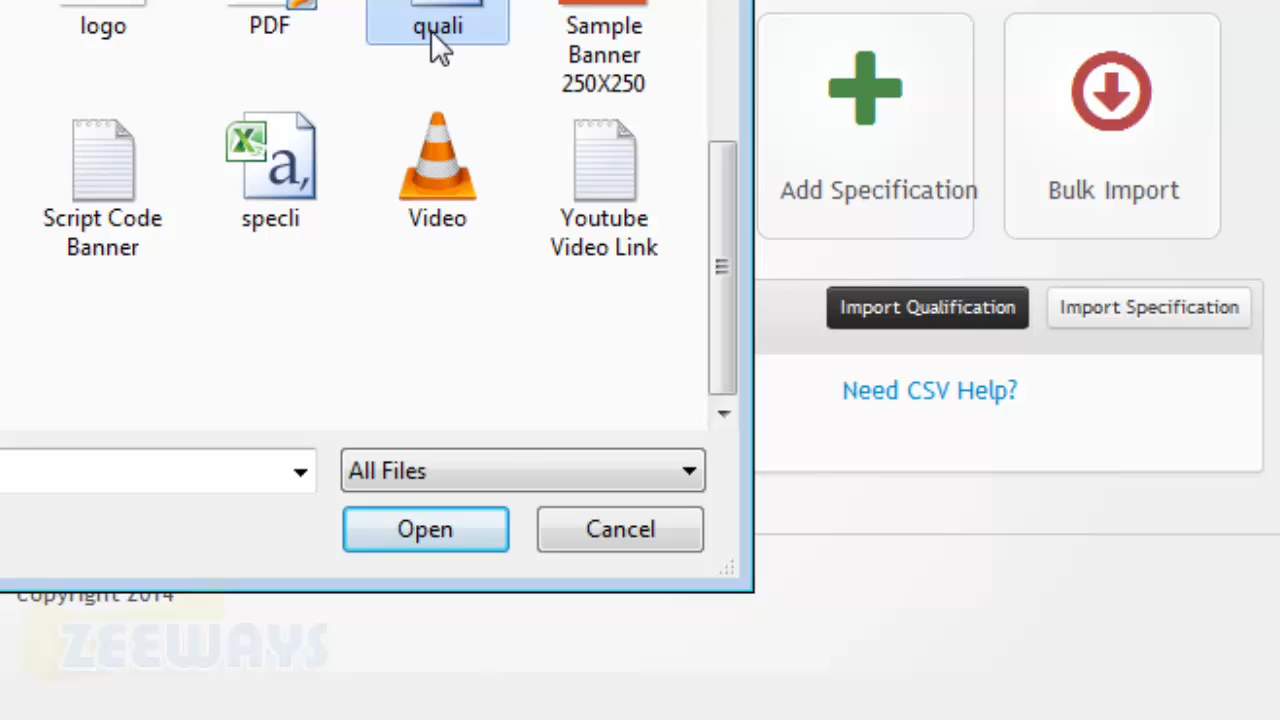 logo
PDF
quali
Sample
Banner
250X250
Script Code
Banner
specli
a,
Video
Youtube
Video Link
Add Specification
Bulk Import
Import Qualification
Import Specification
Need CSV Help?
All Files
Open
Cancel
Copyright 2014
ZEEWAYS